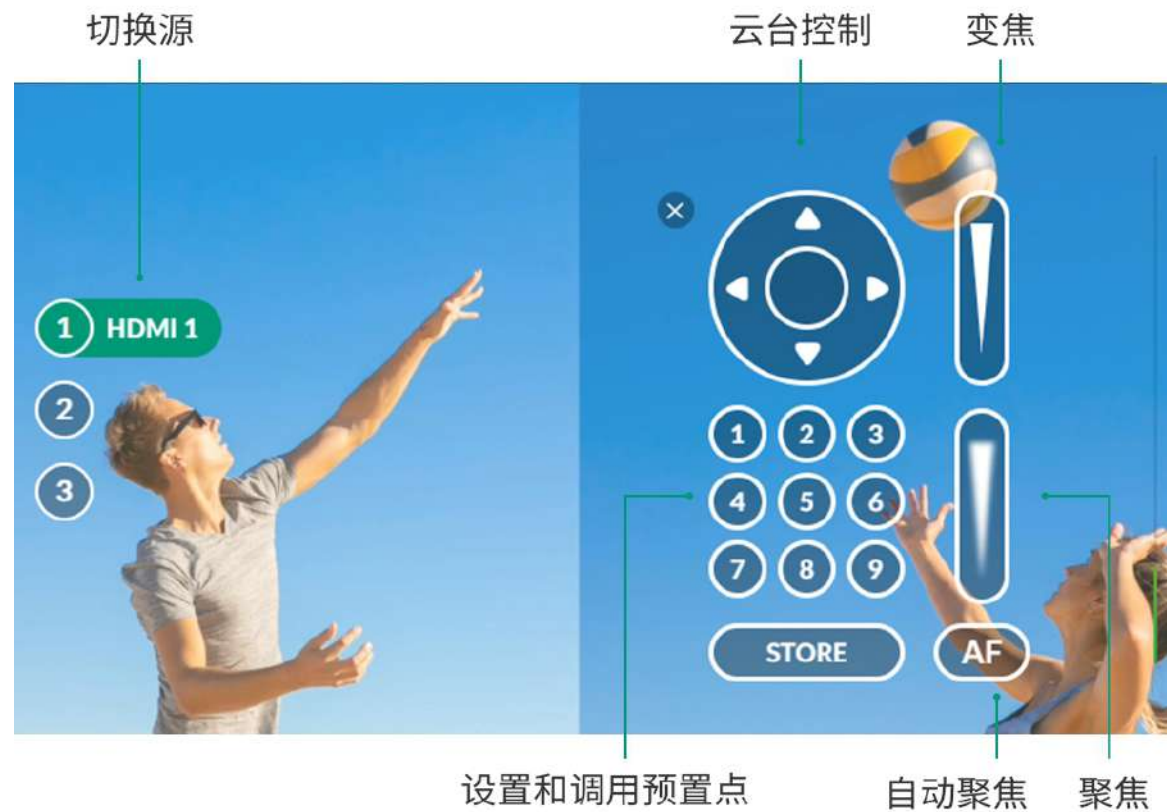 切换源
云台控制
变焦
1 HDMI 1
2
3
1 2 3
4 5 6
7 8 9
STORE
AF
设置和调用预置点
自动聚焦
聚焦